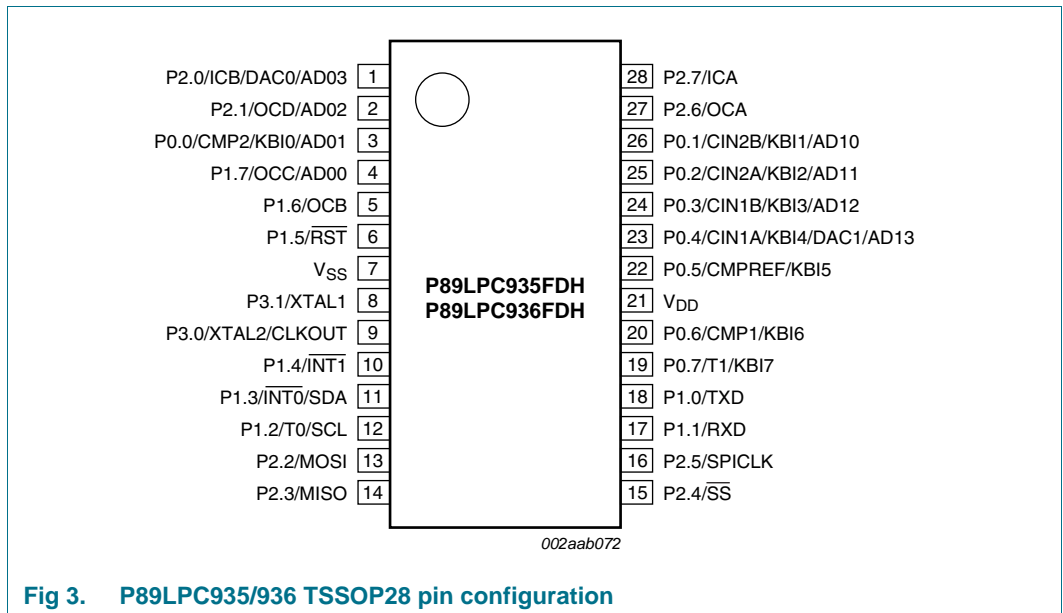 P2.0/ICB/DAC0/AD03 1 28 P2.7/ICA
P2.1/OCD/AD02 2 27 P2.6/OCA
P0.0/CMP2/KBI0/AD01 3 26 P0.1/CIN2B/KBI1/AD10
P1.7/OCC/AD00 4 25 P0.2/CIN2A/KBI2/AD11
P1.6/OCB 5 24 P0.3/CIN1B/KBI3/AD12
P1.5/R̅S̅T̅ 6 23 P0.4/CIN1A/KBI4/DAC1/AD13
VSS 7 22 P0.5/CMPREF/KBI5
P89LPC935FDH
P89LPC936FDH
P3.1/XTAL1 8 21 VDD
P3.0/XTAL2/CLKOUT 9 20 P0.6/CMP1/KBI6
P1.4/I̅N̅T̅1̅ 10 19 P0.7/T1/KBI7
P1.3/I̅N̅T̅0̅/SDA 11 18 P1.0/TXD
P1.2/T0/SCL 12 17 P1.1/RXD
P2.2/MOSI 13 16 P2.5/SPICLK
P2.3/MISO 14 15 P2.4/S̅S̅
002aab072
Fig 3. P89LPC935/936 TSSOP28 pin configuration